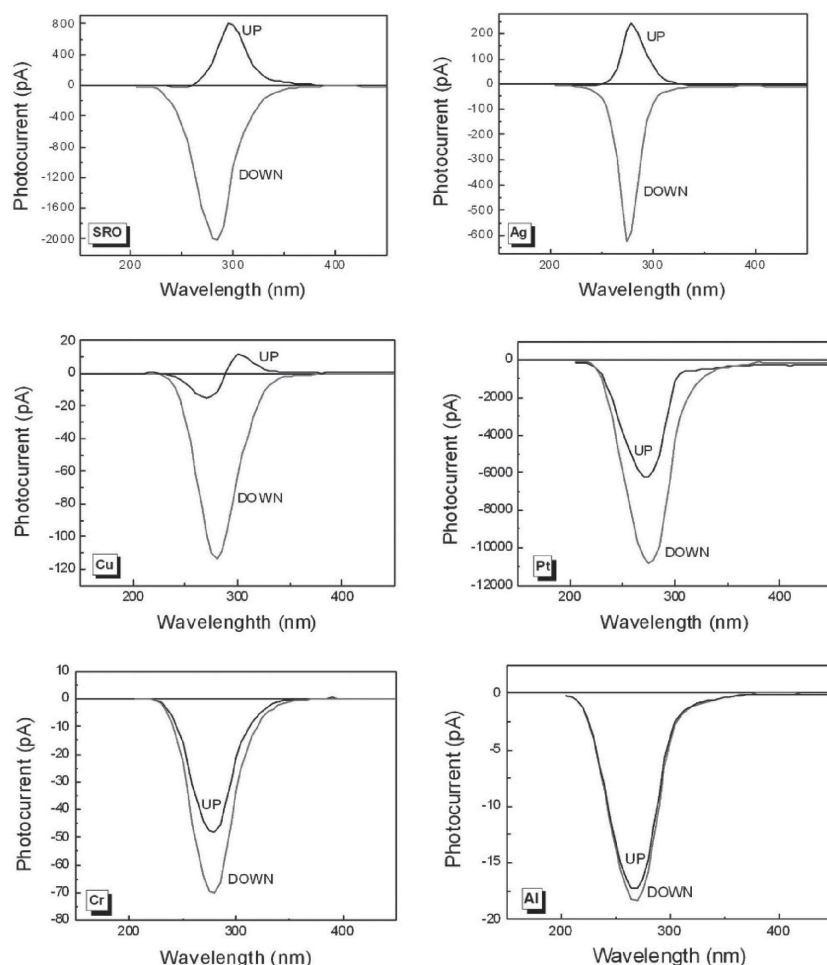 Photocurrent (pA)
800
400
0
-400
-800
-1200
-1600
-2000
UP
DOWN
SRO
200 300 400
Wavelength (nm)
Photocurrent (pA)
200
100
0
-100
-200
-300
-400
-500
-600
UP
DOWN
Ag
200 300 400
Wavelength (nm)
Photocurrent (pA)
20
0
-20
-40
-60
-80
-100
-120
UP
DOWN
Cu
200 300 400
Wavelenghth (nm)
Photocurrent (pA)
0
-2000
-4000
-6000
-8000
-10000
-12000
UP
DOWN
Pt
200 300 400
Wavelength (nm)
Photocurrent (pA)
10
0
-10
-20
-30
-40
-50
-60
-70
-80
UP
DOWN
Cr
200 300 400
Wavelength (nm)
Photocurrent (pA)
0
-5
-10
-15
-20
UP
DOWN
Al
200 300 400
Wavelength (nm)